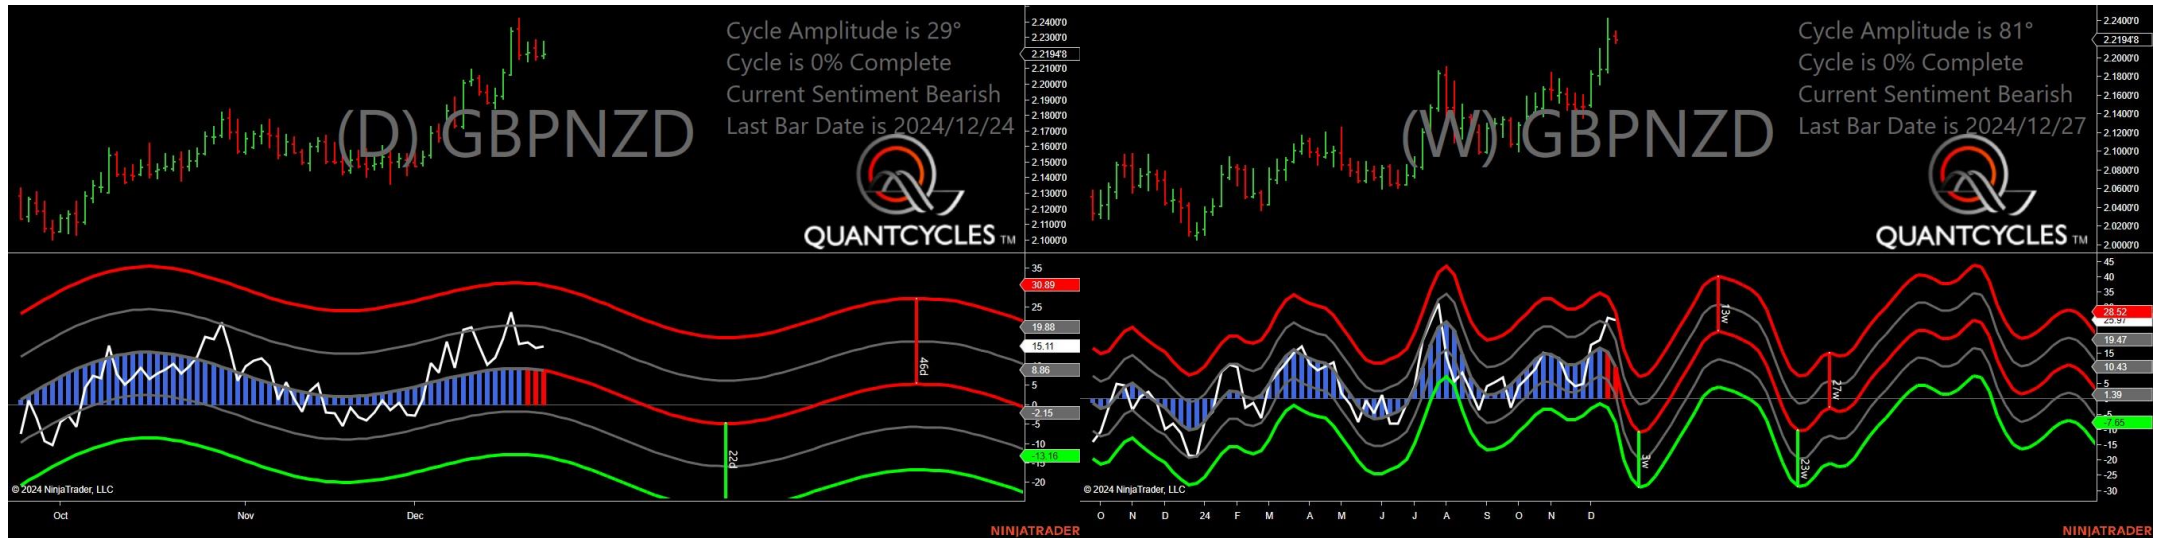 Cycle Amplitude is 29°
Cycle is 0% Complete
Current Sentiment Bearish
Last Bar Date is 2024/12/24
(D) GBPNZD
QUANTCYCLES TM
2.2400'0
2.2300'0
2.2194'8
2.2100'0
2.2000'0
2.1900'0
2.1800'0
2.1700'0
2.1600'0
2.1500'0
2.1400'0
2.1300'0
2.1200'0
2.1100'0
2.1000'0
35
30.89
25
19.88
15.11
8.86
5
0
-2.15
-5
-10
-13.16
-15
-20
46d
22d
© 2024 NinjaTrader, LLC
Oct Nov Dec
NINJATRADER
Cycle Amplitude is 81°
Cycle is 0% Complete
Current Sentiment Bearish
Last Bar Date is 2024/12/27
(W) GBPNZD
QUANTCYCLES TM
2.2400'0
2.2194'8
2.2000'0
2.1800'0
2.1600'0
2.1400'0
2.1200'0
2.1000'0
2.0800'0
2.0600'0
2.0400'0
2.0200'0
2.0000'0
45
40
35
28.52
25.97
19.47
15
10.43
5
1.39
-5
-7.65
-10
-15
-20
-25
-30
13w
27w
3w
23w
© 2024 NinjaTrader, LLC
O N D 24 F M A M J J A S O N D
NINJATRADER